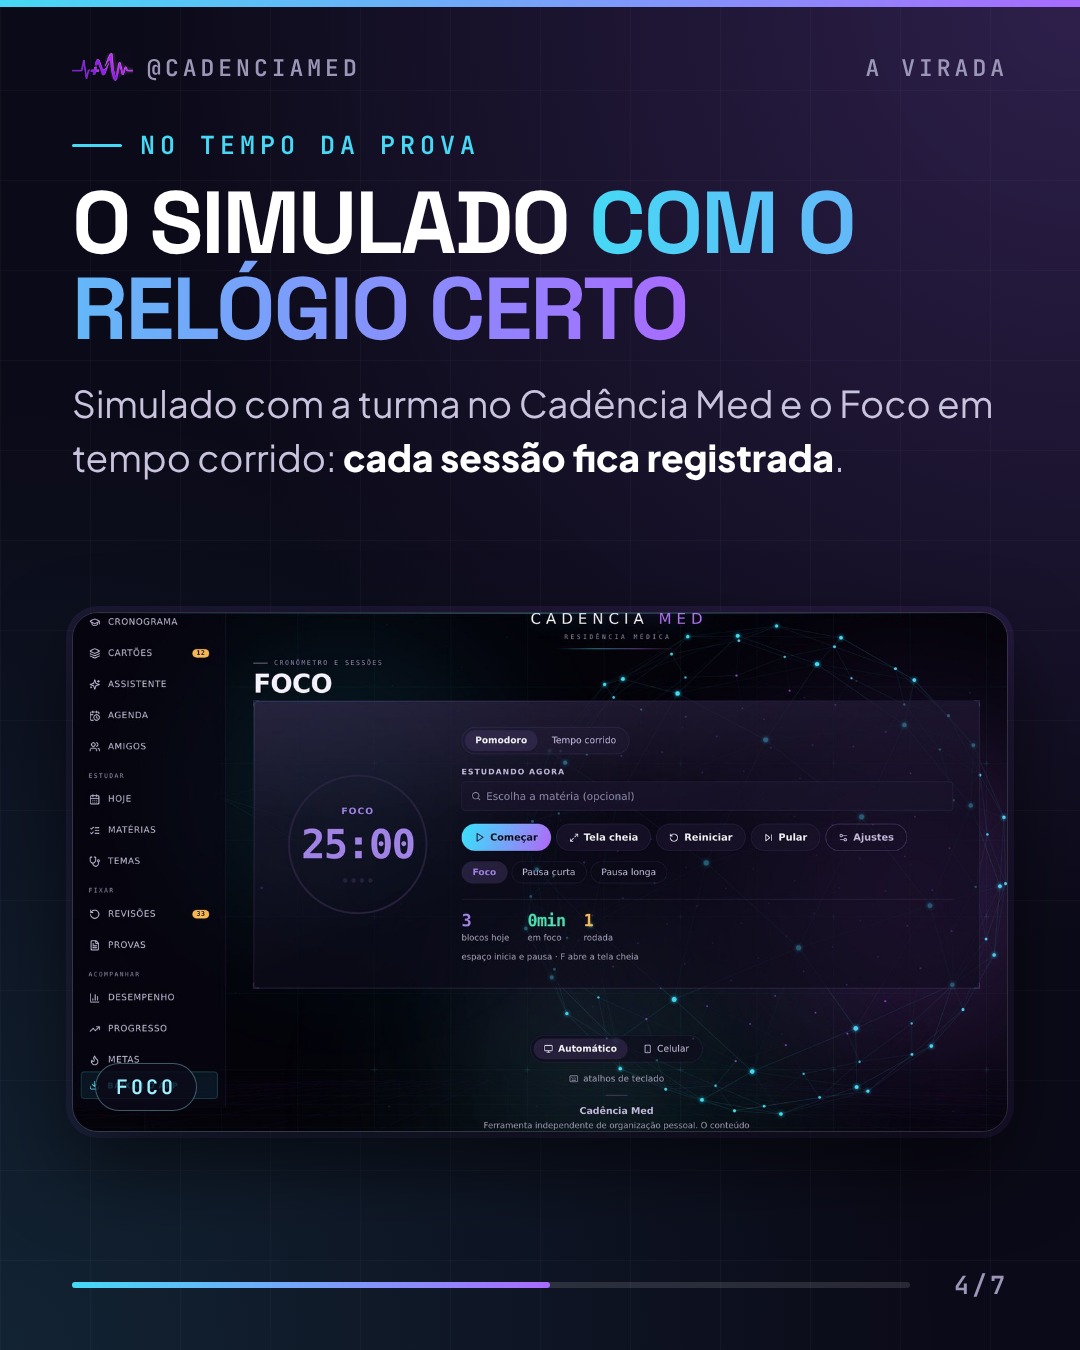 @CADENCIAMED
A VIRADA
NO TEMPO DA PROVA
O SIMULADO COM O
RELÓGIO CERTO
Simulado com a turma no Cadência Med e o Foco em
tempo corrido: cada sessão fica registrada.
CRONOGRAMA
CARTÕES 12
ASSISTENTE
AGENDA
AMIGOS
ESTUDAR
HOJE
MATÉRIAS
TEMAS
FIXAR
REVISÕES 33
PROVAS
ACOMPANHAR
DESEMPENHO
PROGRESSO
METAS
FOCO
CADENCIA MED
RESIDÊNCIA MÉDICA
CRONÔMETRO E SESSÕES
FOCO
Pomodoro Tempo corrido
ESTUDANDO AGORA
Escolha a matéria (opcional)
FOCO
25:00
Começar Tela cheia Reiniciar Pular Ajustes
Foco Pausa curta Pausa longa
3 0min 1
blocos hoje em foco · rodada
espaço inicia e pausa · F abre a tela cheia
Automático Celular
atalhos de teclado
Cadência Med
Ferramenta independente de organização pessoal. O conteúdo
4/7